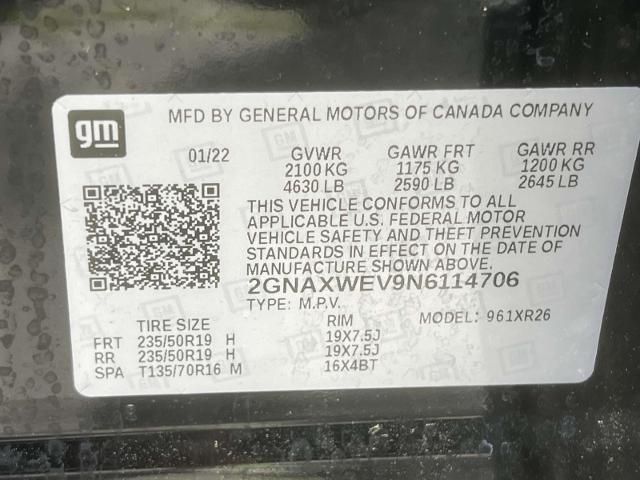 gm
MFD BY GENERAL MOTORS OF CANADA COMPANY
01/22 GVWR GAWR FRT GAWR RR
2100 KG 1175 KG 1200 KG
4630 LB 2590 LB 2645 LB
THIS VEHICLE CONFORMS TO ALL
APPLICABLE U.S. FEDERAL MOTOR
VEHICLE SAFETY AND THEFT PREVENTION
STANDARDS IN EFFECT ON THE DATE OF
MANUFACTURE SHOWN ABOVE.
2GNAXWEV9N6114706
TYPE: M.P.V.
TIRE SIZE RIM MODEL: 961XR26
FRT 235/50R19 H 19X7.5J
RR 235/50R19 H 19X7.5J
SPA T135/70R16 M 16X4BT